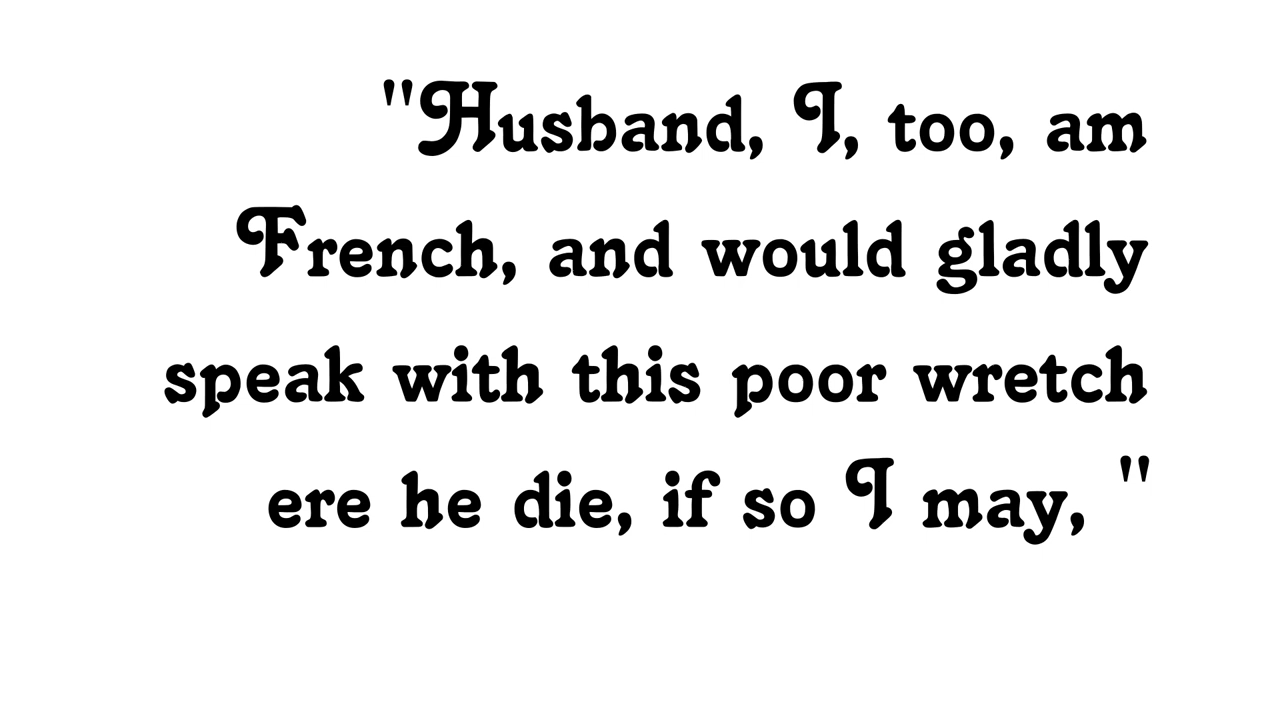 "Husband, I, too, am
French, and would gladly
speak with this poor wretch
ere he die, if so I may, "